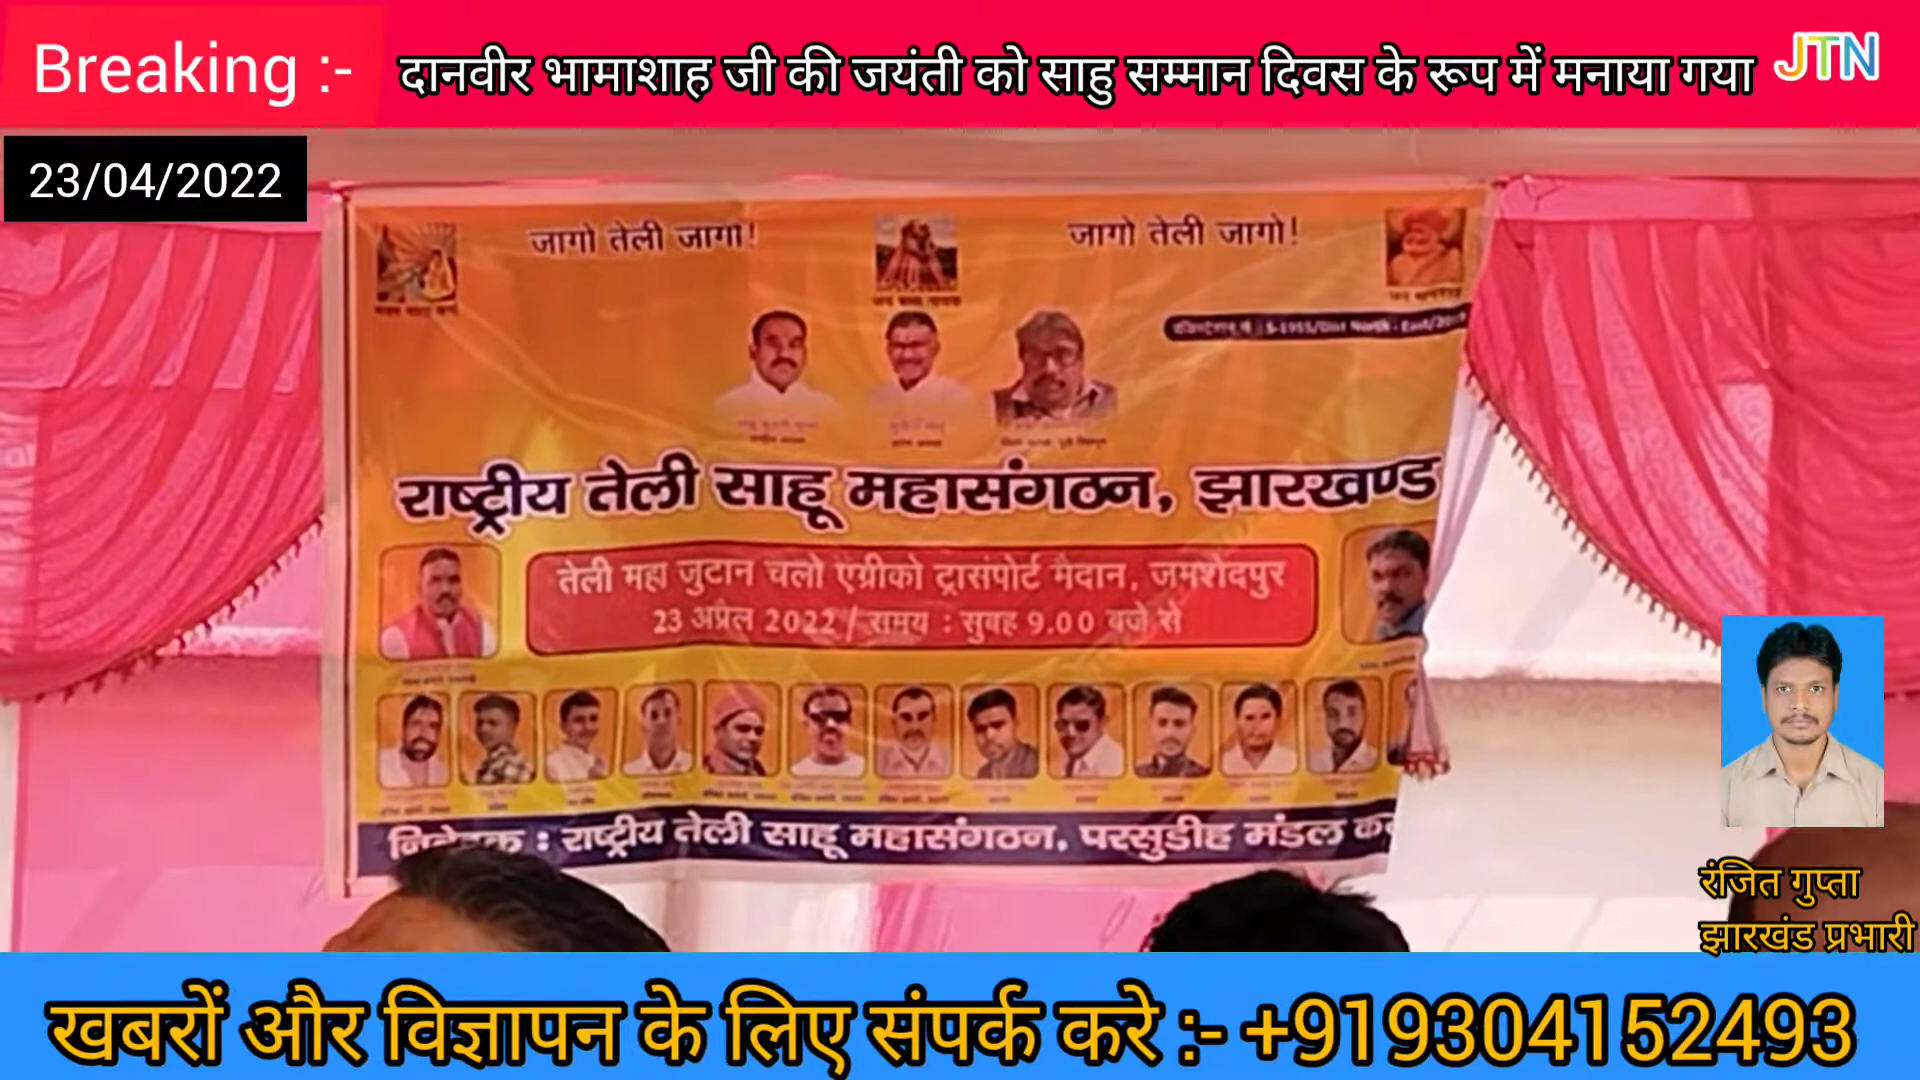 Breaking :- दानवीर भामाशाह जी की जयंती को साहु सम्मान दिवस के रूप में मनाया गया JTN
23/04/2022
जागो तेली जागो! जागो तेली जागो!
राष्ट्रीय तेली साहू महासंगठन, झारखण्ड
तेली महा जुटान चलो एग्रीको ट्रासंपोर्ट मैदान, जमशेदपुर
23 अप्रैल 2022 / समय : सुबह 9.00 बजे से
निवेदक : राष्ट्रीय तेली साहू महासंगठन, परसुडीह मंडल
रंजित गुप्ता
झारखंड प्रभारी
खबरों और विज्ञापन के लिए संपर्क करे :- +919304152493